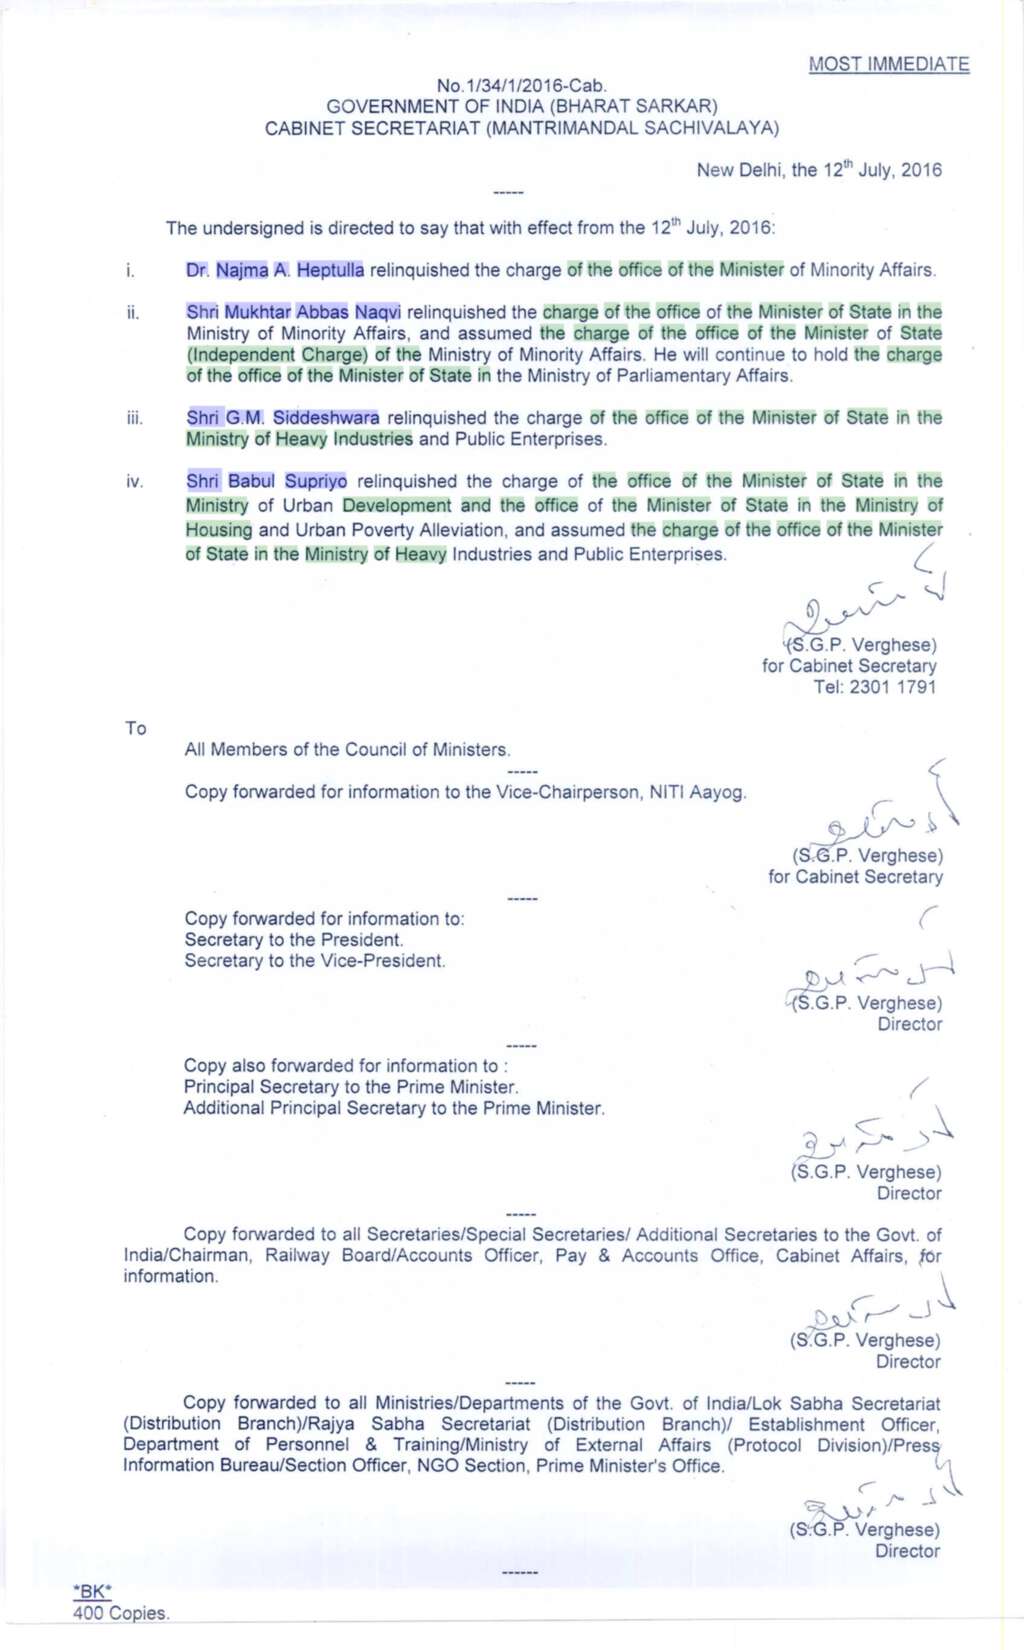 MOST IMMEDIATE
No.1/34/1/2016-Cab.
GOVERNMENT OF INDIA (BHARAT SARKAR)
CABINET SECRETARIAT (MANTRIMANDAL SACHIVALAYA)
New Delhi, the 12th July, 2016
-----
The undersigned is directed to say that with effect from the 12th July, 2016:
i. Dr. Najma A. Heptulla relinquished the charge of the office of the Minister of Minority Affairs.
ii. Shri Mukhtar Abbas Naqvi relinquished the charge of the office of the Minister of State in the
Ministry of Minority Affairs, and assumed the charge of the office of the Minister of State
(Independent Charge) of the Ministry of Minority Affairs. He will continue to hold the charge
of the office of the Minister of State in the Ministry of Parliamentary Affairs.
iii. Shri G.M. Siddeshwara relinquished the charge of the office of the Minister of State in the
Ministry of Heavy Industries and Public Enterprises.
iv. Shri Babul Supriyo relinquished the charge of the office of the Minister of State in the
Ministry of Urban Development and the office of the Minister of State in the Ministry of
Housing and Urban Poverty Alleviation, and assumed the charge of the office of the Minister
of State in the Ministry of Heavy Industries and Public Enterprises.
(S.G.P. Verghese)
for Cabinet Secretary
Tel: 2301 1791
To
All Members of the Council of Ministers.
-----
Copy forwarded for information to the Vice-Chairperson, NITI Aayog.
(S.G.P. Verghese)
for Cabinet Secretary
-----
Copy forwarded for information to:
Secretary to the President.
Secretary to the Vice-President.
(S.G.P. Verghese)
Director
-----
Copy also forwarded for information to :
Principal Secretary to the Prime Minister.
Additional Principal Secretary to the Prime Minister.
(S.G.P. Verghese)
Director
-----
Copy forwarded to all Secretaries/Special Secretaries/ Additional Secretaries to the Govt. of
India/Chairman, Railway Board/Accounts Officer, Pay & Accounts Office, Cabinet Affairs, for
information.
(S.G.P. Verghese)
Director
-----
Copy forwarded to all Ministries/Departments of the Govt. of India/Lok Sabha Secretariat
(Distribution Branch)/Rajya Sabha Secretariat (Distribution Branch)/ Establishment Officer,
Department of Personnel & Training/Ministry of External Affairs (Protocol Division)/Press
Information Bureau/Section Officer, NGO Section, Prime Minister's Office.
(S.G.P. Verghese)
Director
------
*BK*
400 Copies.